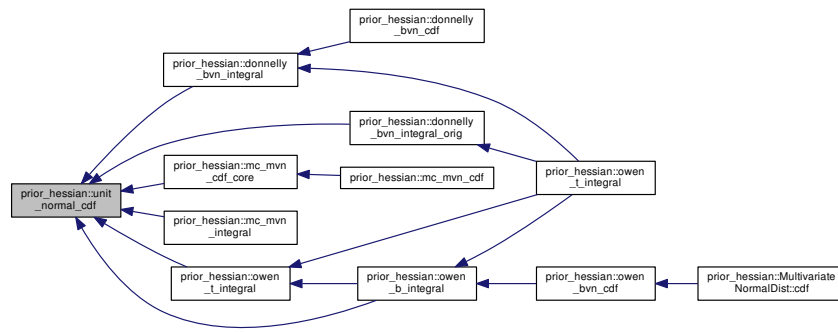 prior_hessian::unit
_normal_cdf
prior_hessian::donnelly
_bvn_integral
prior_hessian::donnelly
_bvn_cdf
prior_hessian::donnelly
_bvn_integral_orig
prior_hessian::mc_mvn
_cdf_core
prior_hessian::mc_mvn_cdf
prior_hessian::owen
_t_integral
prior_hessian::mc_mvn
_integral
prior_hessian::owen
_t_integral
prior_hessian::owen
_b_integral
prior_hessian::owen
_bvn_cdf
prior_hessian::Multivariate
NormalDist::cdf